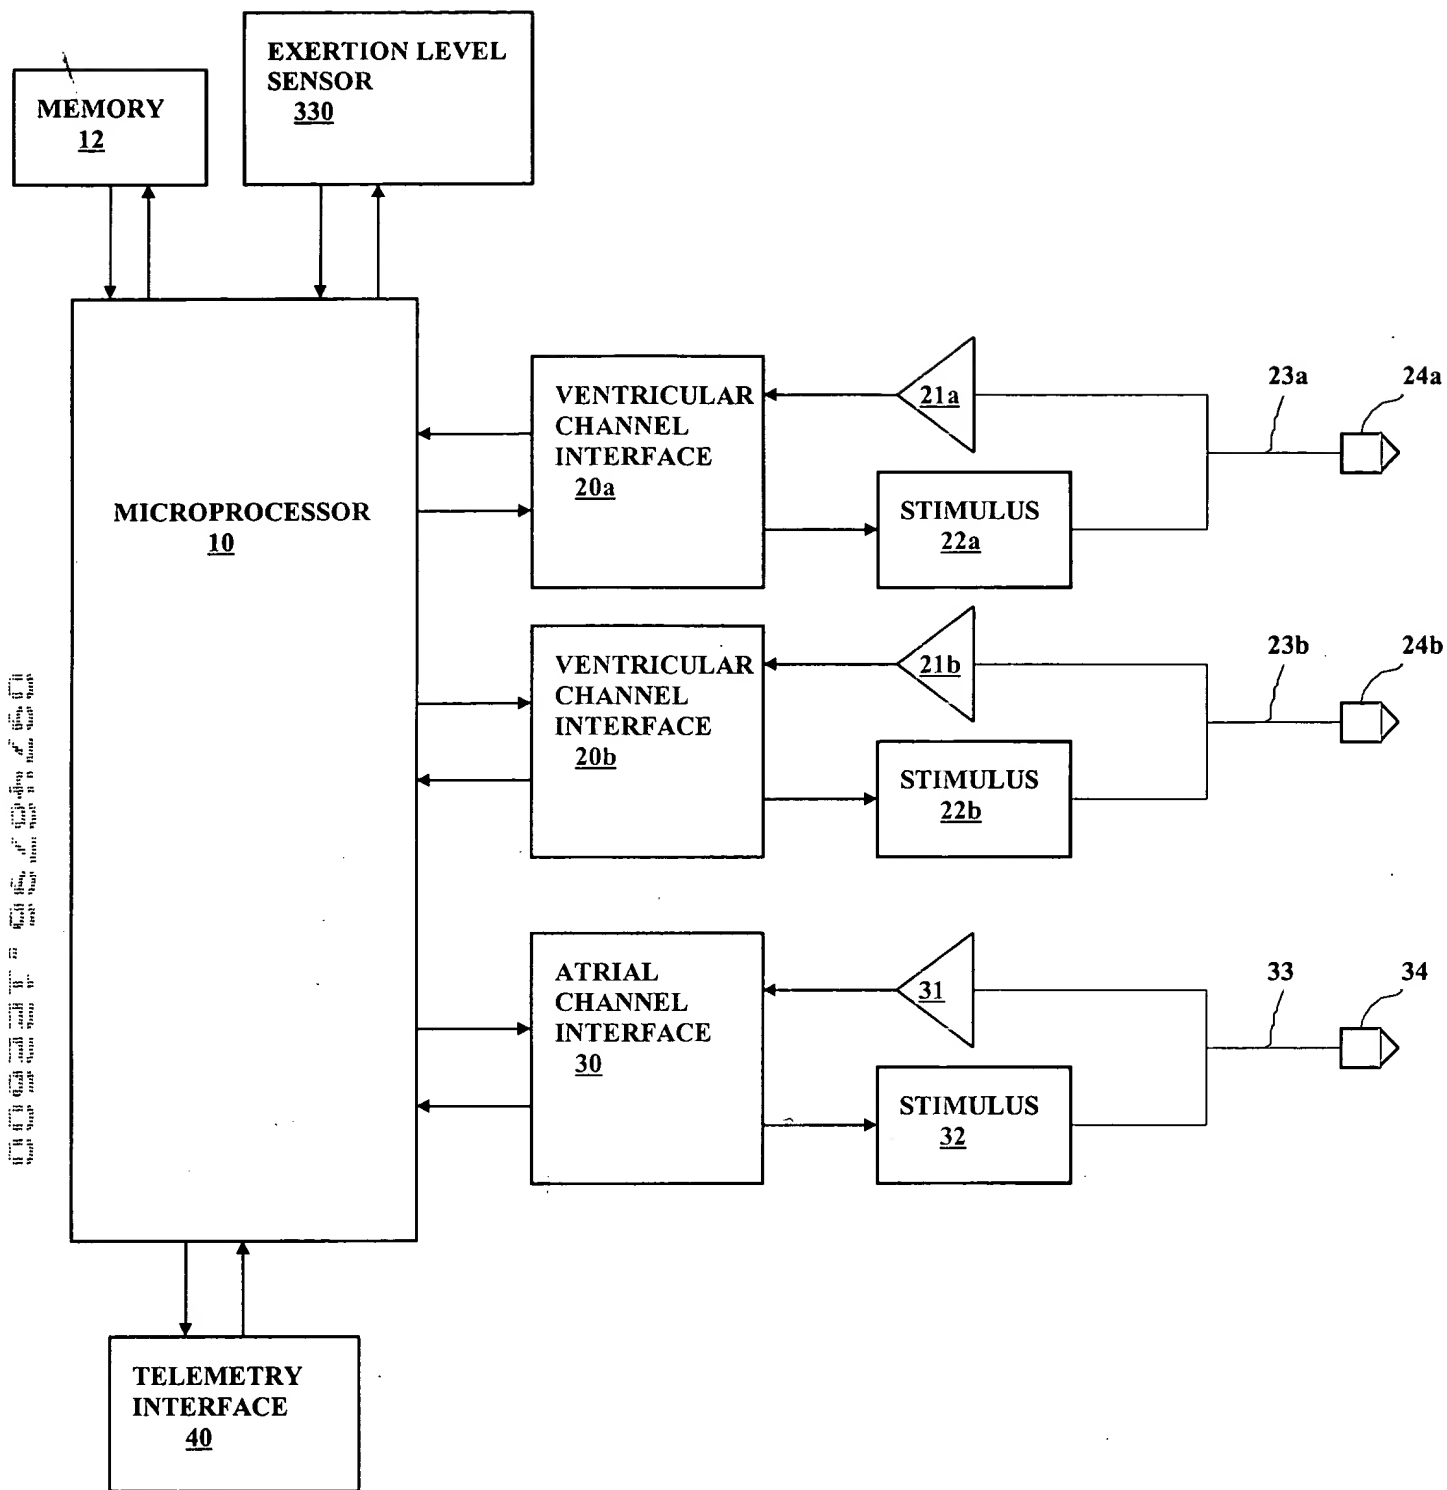 EXERTION LEVEL
SENSOR
330
MEMORY
12
MICROPROCESSOR
10
VENTRICULAR
CHANNEL
INTERFACE
20a
21a
STIMULUS
22a
23a
24a
VENTRICULAR
CHANNEL
INTERFACE
20b
21b
STIMULUS
22b
23b
24b
ATRIAL
CHANNEL
INTERFACE
30
31
STIMULUS
32
33
34
TELEMETRY
INTERFACE
40